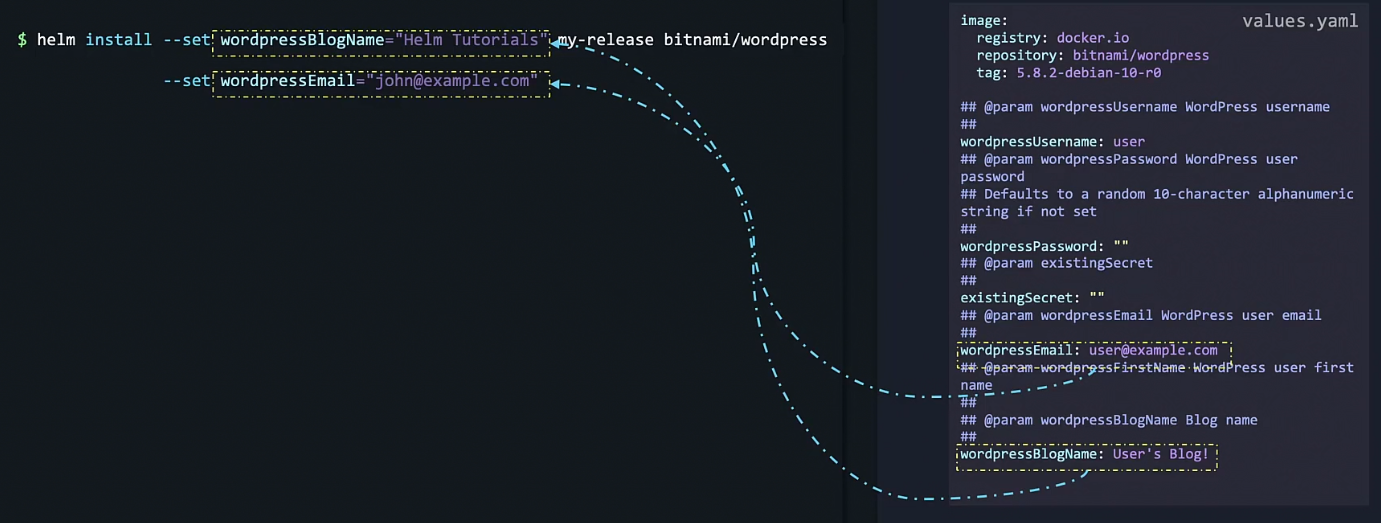 $ helm install --set wordpressBlogName="Helm Tutorials" my-release bitnami/wordpress
--set wordpressEmail="john@example.com"
values.yaml
image:
registry: docker.io
repository: bitnami/wordpress
tag: 5.8.2-debian-10-r0
## @param wordpressUsername WordPress username
##
wordpressUsername: user
## @param wordpressPassword WordPress user
password
## Defaults to a random 10-character alphanumeric
string if not set
##
wordpressPassword: ""
## @param existingSecret
##
existingSecret: ""
## @param wordpressEmail WordPress user email
##
wordpressEmail: user@example.com
## @param wordpressFirstName WordPress user first
name
##
## @param wordpressBlogName Blog name
##
wordpressBlogName: User's Blog!